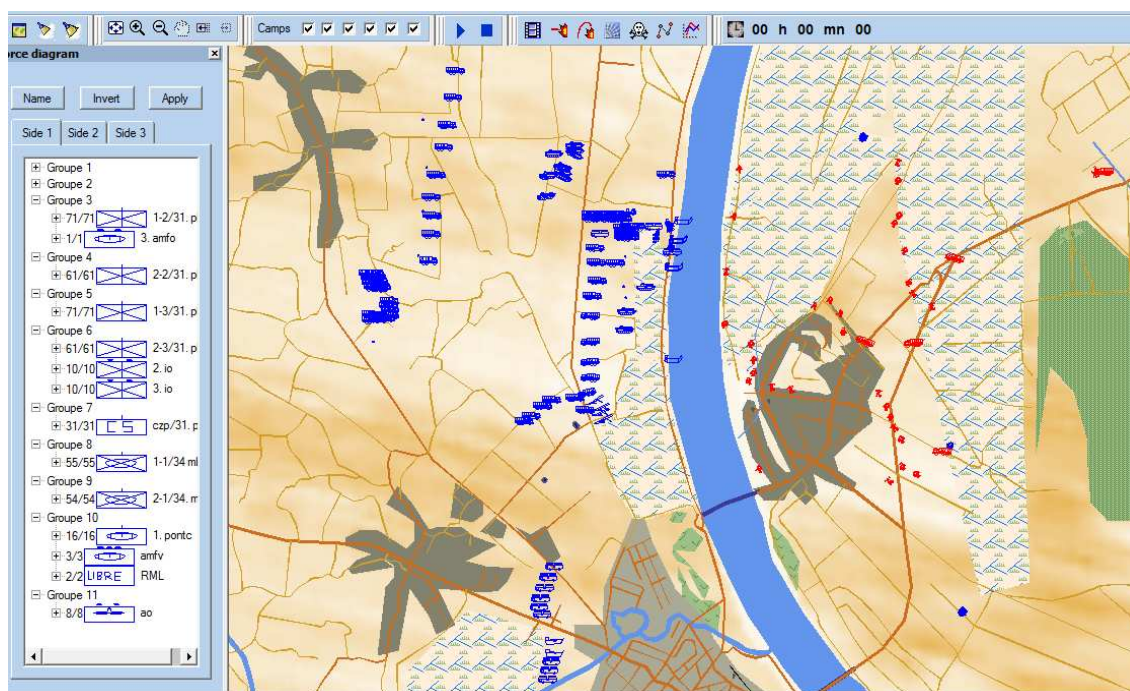 Camps
00 h 00 mn 00
orce diagram
Name Invert Apply
Side 1 Side 2 Side 3
Groupe 1
Groupe 2
Groupe 3
71/71 1-2/31. p
1/1 3. amfo
Groupe 4
61/61 2-2/31. p
Groupe 5
71/71 1-3/31. p
Groupe 6
61/61 2-3/31. p
10/10 2. io
10/10 3. io
Groupe 7
31/31 CS czp/31. p
Groupe 8
55/55 1-1/34 ml
Groupe 9
54/54 2-1/34. m
Groupe 10
16/16 1. pontc
3/3 amfv
2/2 LIBRE RML
Groupe 11
8/8 ao